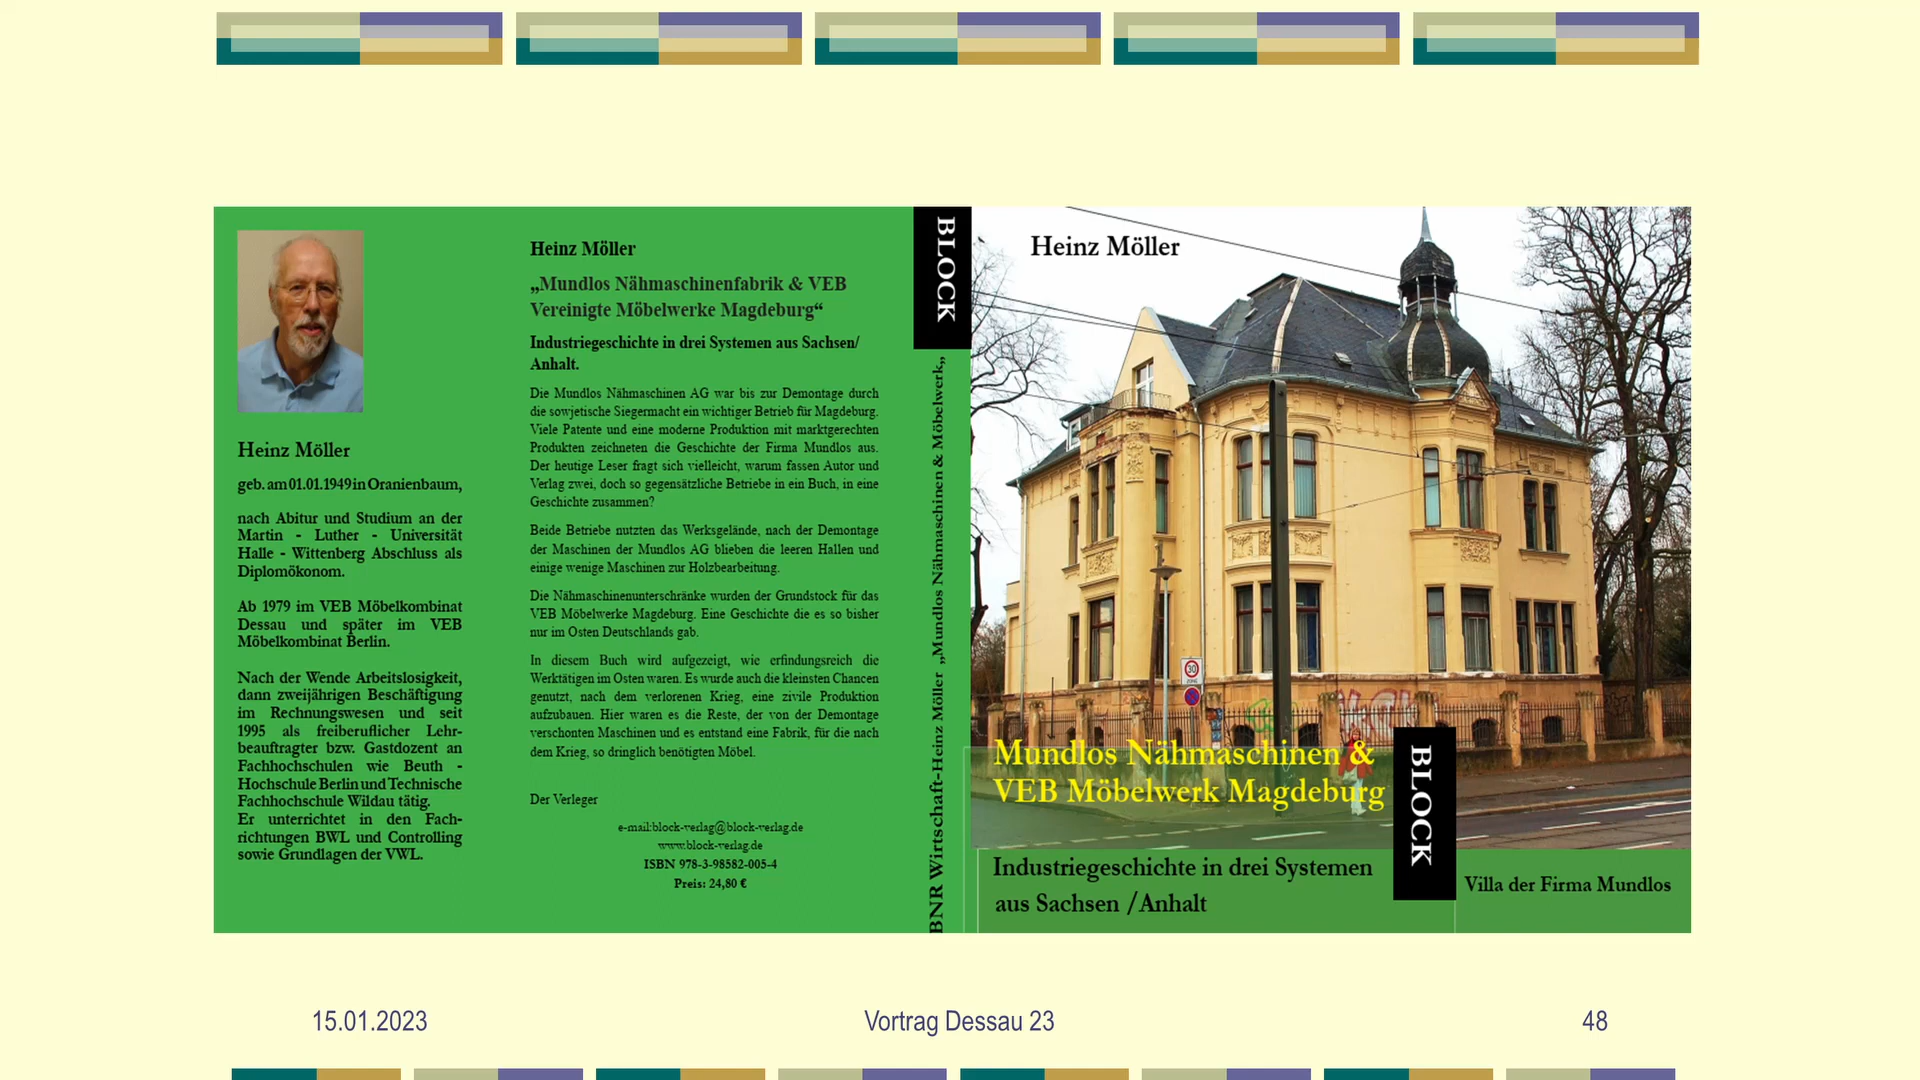 Heinz Möller
geb. am 01.01.1949 in Oranienbaum,
nach Abitur und Studium an der
Martin - Luther - Universität
Halle - Wittenberg Abschluss als
Diplomökonom.
Ab 1979 im VEB Möbelkombinat
Dessau und später im VEB
Möbelkombinat Berlin.
Nach der Wende Arbeitslosigkeit,
dann zweijährigen Beschäftigung
im Rechnungswesen und seit
1995 als freiberuflicher Lehr-
beauftragter bzw. Gastdozent an
Fachhochschulen wie Beuth -
Hochschule Berlin und Technische
Fachhochschule Wildau tätig.
Er unterrichtet in den Fach-
richtungen BWL und Controlling
sowie Grundlagen der VWL.
Heinz Möller
„Mundlos Nähmaschinenfabrik & VEB
Vereinigte Möbelwerke Magdeburg“
Industriegeschichte in drei Systemen aus Sachsen/
Anhalt.
Die Mundlos Nähmaschinen AG war bis zur Demontage durch
die sowjetische Siegermacht ein wichtiger Betrieb für Magdeburg.
Viele Patente und eine moderne Produktion mit marktgerechten
Produkten zeichneten die Geschichte der Firma Mundlos aus.
Der heutige Leser fragt sich vielleicht, warum fassen Autor und
Verlag zwei, doch so gegensätzliche Betriebe in ein Buch, in eine
Geschichte zusammen?
Beide Betriebe nutzten das Werksgelände, nach der Demontage
der Maschinen der Mundlos AG blieben die leeren Hallen und
einige wenige Maschinen zur Holzbearbeitung.
Die Nähmaschinenunterschränke wurden der Grundstock für das
VEB Möbelwerke Magdeburg. Eine Geschichte die es so bisher
nur im Osten Deutschlands gab.
In diesem Buch wird aufgezeigt, wie erfindungsreich die
Werktätigen im Osten waren. Es wurde auch die kleinsten Chancen
genutzt, nach dem verlorenen Krieg, eine zivile Produktion
aufzubauen. Hier waren es die Reste, der von der Demontage
verschonten Maschinen und es entstand eine Fabrik, für die nach
dem Krieg, so dringlich benötigten Möbel.
Der Verleger
e-mail:block-verlag@block-verlag.de
www.block-verlag.de
ISBN 978-3-98582-005-4
Preis: 24,80 €
BLOCK
BNR Wirtschaft-Heinz Möller „Mundlos Nähmaschinen & Möbelwerk„
Heinz Möller
30
ZONE
Mundlos Nähmaschinen &
VEB Möbelwerk Magdeburg
BLOCK
Industriegeschichte in drei Systemen
aus Sachsen /Anhalt
Villa der Firma Mundlos
15.01.2023
Vortrag Dessau 23
48